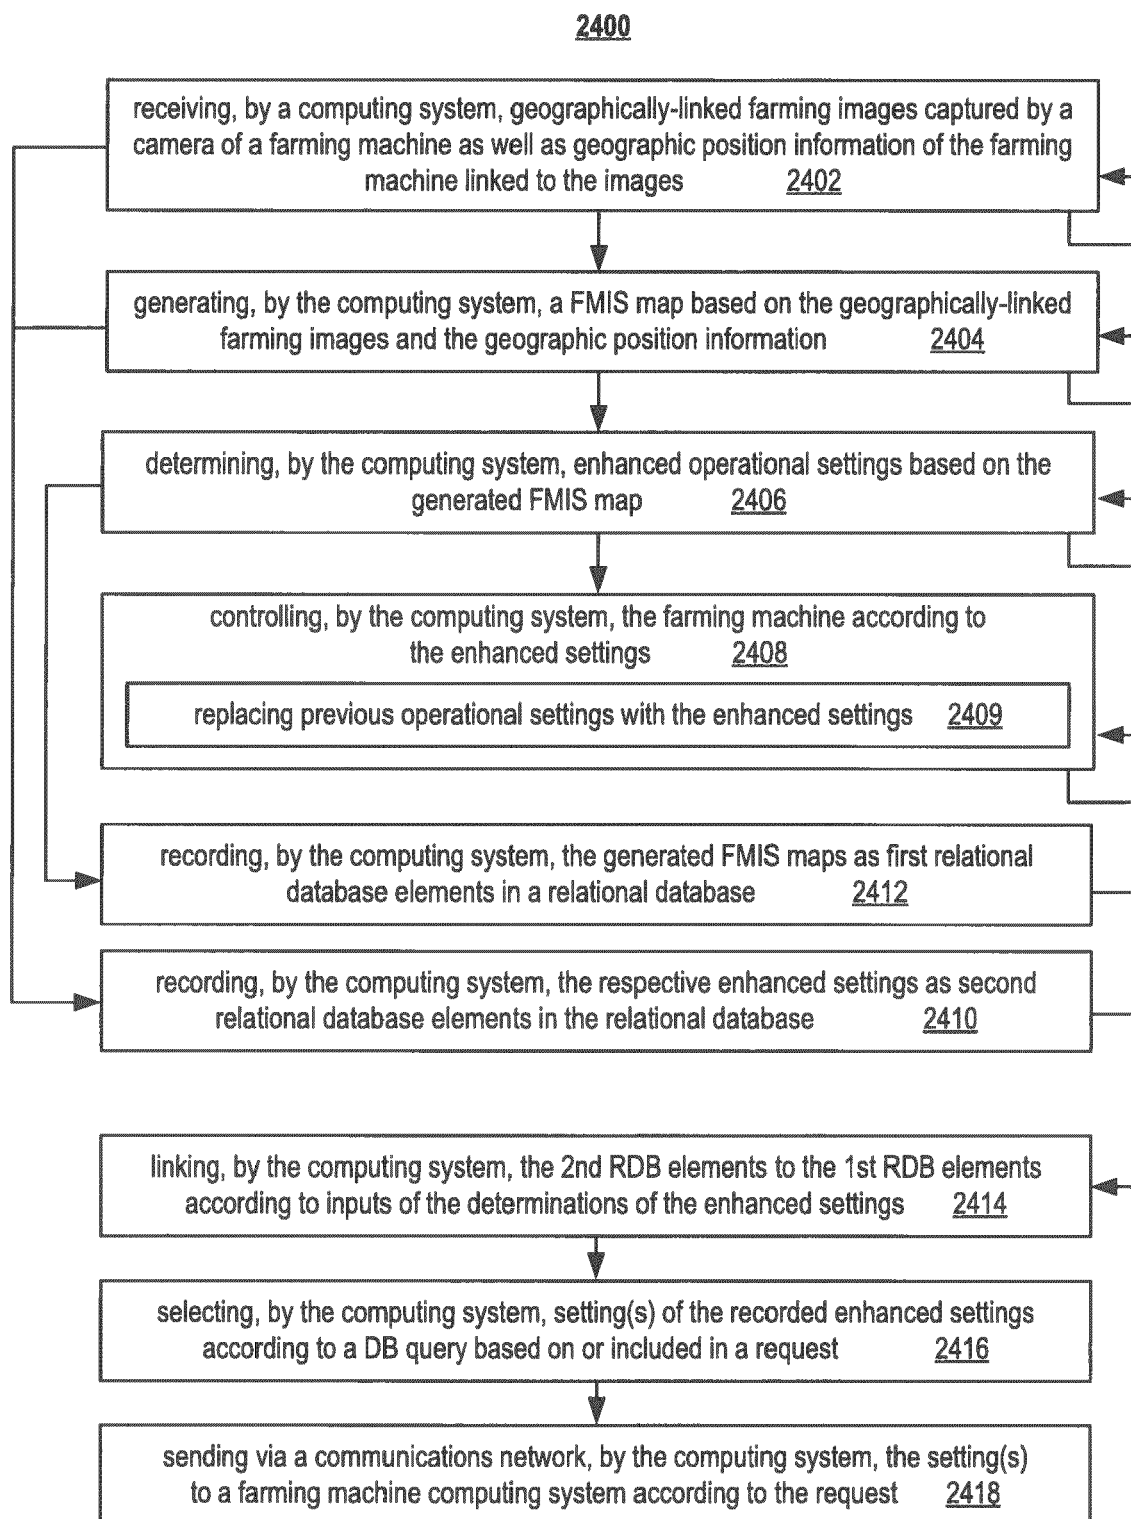 2400
receiving, by a computing system, geographically-linked farming images captured by a
camera of a farming machine as well as geographic position information of the farming
machine linked to the images 2402
generating, by the computing system, a FMIS map based on the geographically-linked
farming images and the geographic position information 2404
determining, by the computing system, enhanced operational settings based on the
generated FMIS map 2406
controlling, by the computing system, the farming machine according to
the enhanced settings 2408
replacing previous operational settings with the enhanced settings 2409
recording, by the computing system, the generated FMIS maps as first relational
database elements in a relational database 2412
recording, by the computing system, the respective enhanced settings as second
relational database elements in the relational database 2410
linking, by the computing system, the 2nd RDB elements to the 1st RDB elements
according to inputs of the determinations of the enhanced settings 2414
selecting, by the computing system, setting(s) of the recorded enhanced settings
according to a DB query based on or included in a request 2416
sending via a communications network, by the computing system, the setting(s)
to a farming machine computing system according to the request 2418